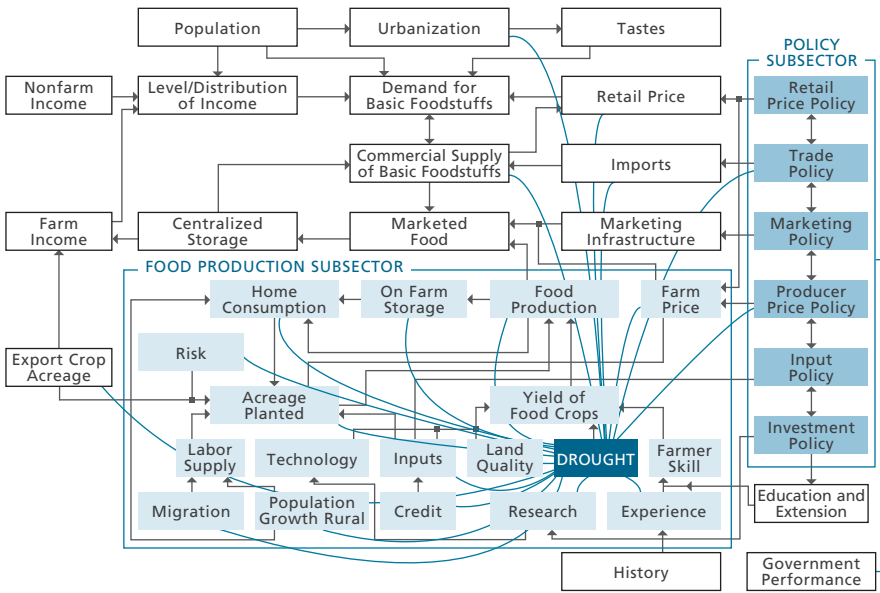 Population
Urbanization
Tastes
POLICY
SUBSECTOR
Nonfarm
Income
Level/Distribution
of Income
Demand for
Basic Foodstuffs
Retail Price
Retail
Price Policy
Commercial Supply
of Basic Foodstuffs
Imports
Trade
Policy
Farm
Income
Centralized
Storage
Marketed
Food
Marketing
Infrastructure
Marketing
Policy
FOOD PRODUCTION SUBSECTOR
Home
Consumption
On Farm
Storage
Food
Production
Farm
Price
Producer
Price Policy
Export Crop
Acreage
Risk
Input
Policy
Acreage
Planted
Yield of
Food Crops
Investment
Policy
Labor
Supply
Technology
Inputs
Land
Quality
DROUGHT
Farmer
Skill
Migration
Population
Growth Rural
Credit
Research
Experience
Education and
Extension
History
Government
Performance